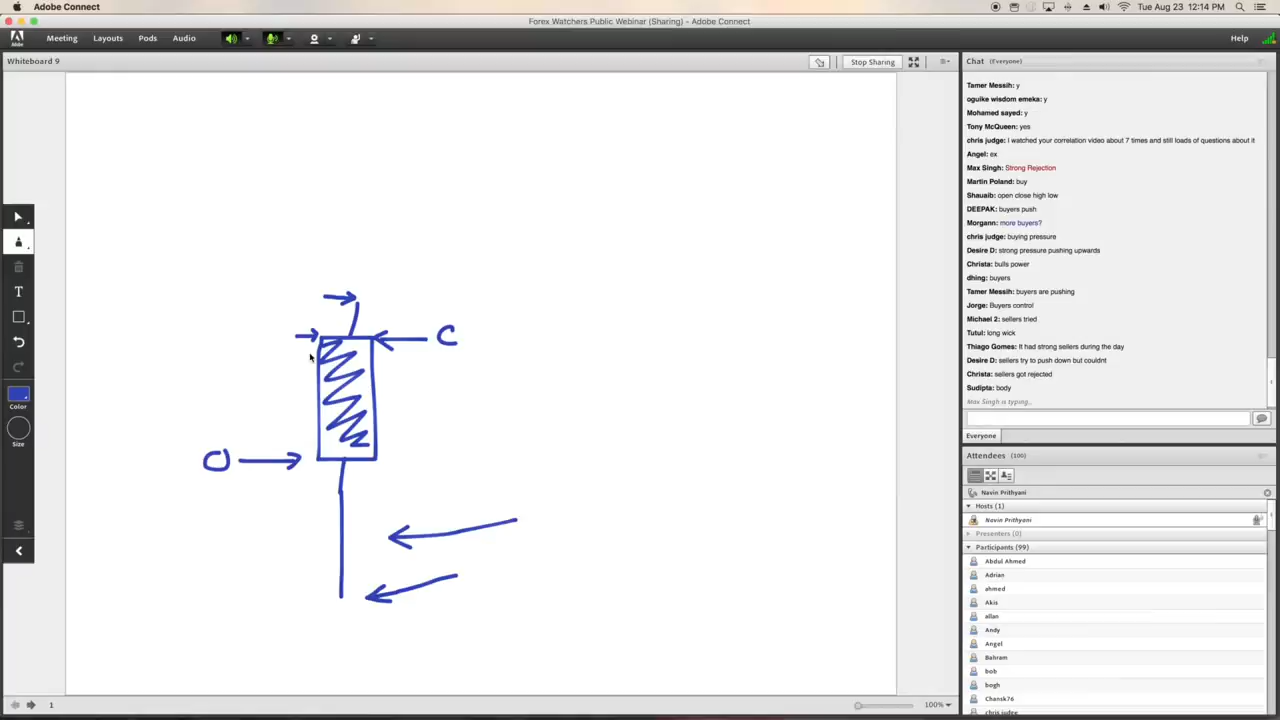 Adobe Connect
Tue Aug 23 12:14 PM
Forex Watchers Public Webinar (Sharing) - Adobe Connect
Adobe
Meeting Layouts Pods Audio
Help
Whiteboard 9
Stop Sharing
T
Color
Size
C
O
1
100%
Chat (Everyone)
Tamer Messih: y
oguike wisdom emeka: y
Mohamed sayed: y
Tony McQueen: yes
chris judge: I watched your correlation video about 7 times and still loads of questions about it
Angel: ex
Max Singh: Strong Rejection
Martin Poland: buy
Shauaib: open close high low
DEEPAK: buyers push
Morgann: more buyers?
chris judge: buying pressure
Desire D: strong pressure pushing upwards
Christa: bulls power
dhing: buyers
Tamer Messih: buyers are pushing
Jorge: Buyers control
Michael 2: sellers tried
Tutul: long wick
Thiago Gomes: It had strong sellers during the day
Desire D: sellers try to push down but couldnt
Christa: sellers got rejected
Sudipta: body
Max Singh is typing...
Everyone
Attendees (100)
Navin Prithyani
Hosts (1)
Navin Prithyani
Presenters (0)
Participants (99)
Abdul Ahmed
Adrian
ahmed
Akis
allan
Andy
Angel
Bahram
bob
bogh
Chansk76
chris judge